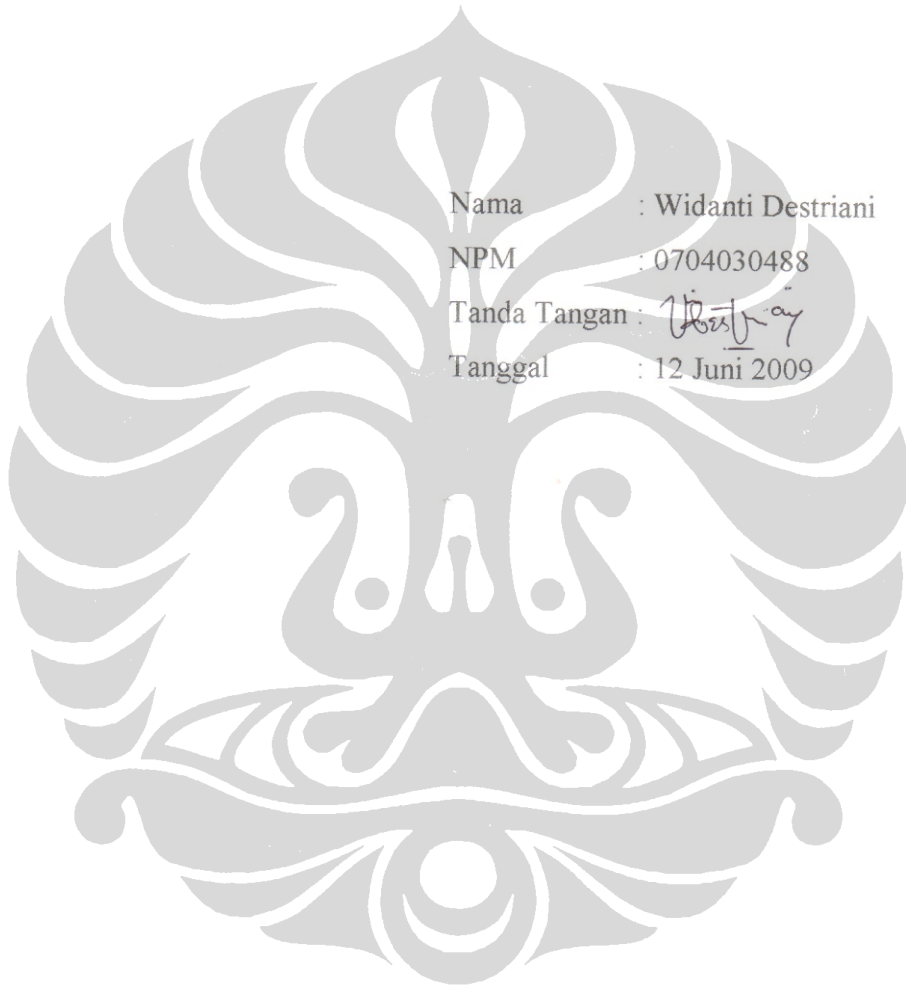 Nama : Widanti Destriani
NPM : 0704030488
Tanda Tangan :
Tanggal : 12 Juni 2009